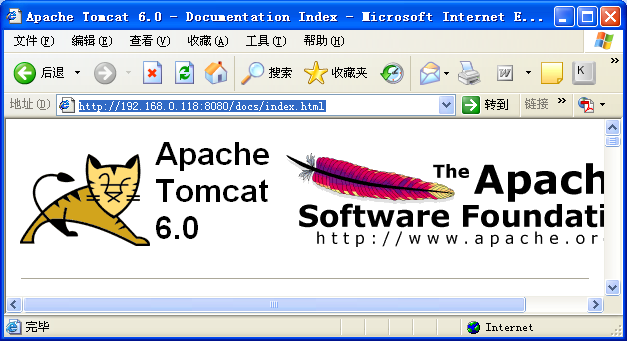 Apache Tomcat 6.0 - Documentation Index - Microsoft Internet E...
文件(F) 编辑(E) 查看(V) 收藏(A) 工具(T) 帮助(H)
后退 搜索 收藏夹 W K
地址(D) http://192.168.0.118:8080/docs/index.html 转到 链接
Apache
Tomcat
6.0
The Apach
Software Foundati
http://www.apache.or
完毕 Internet